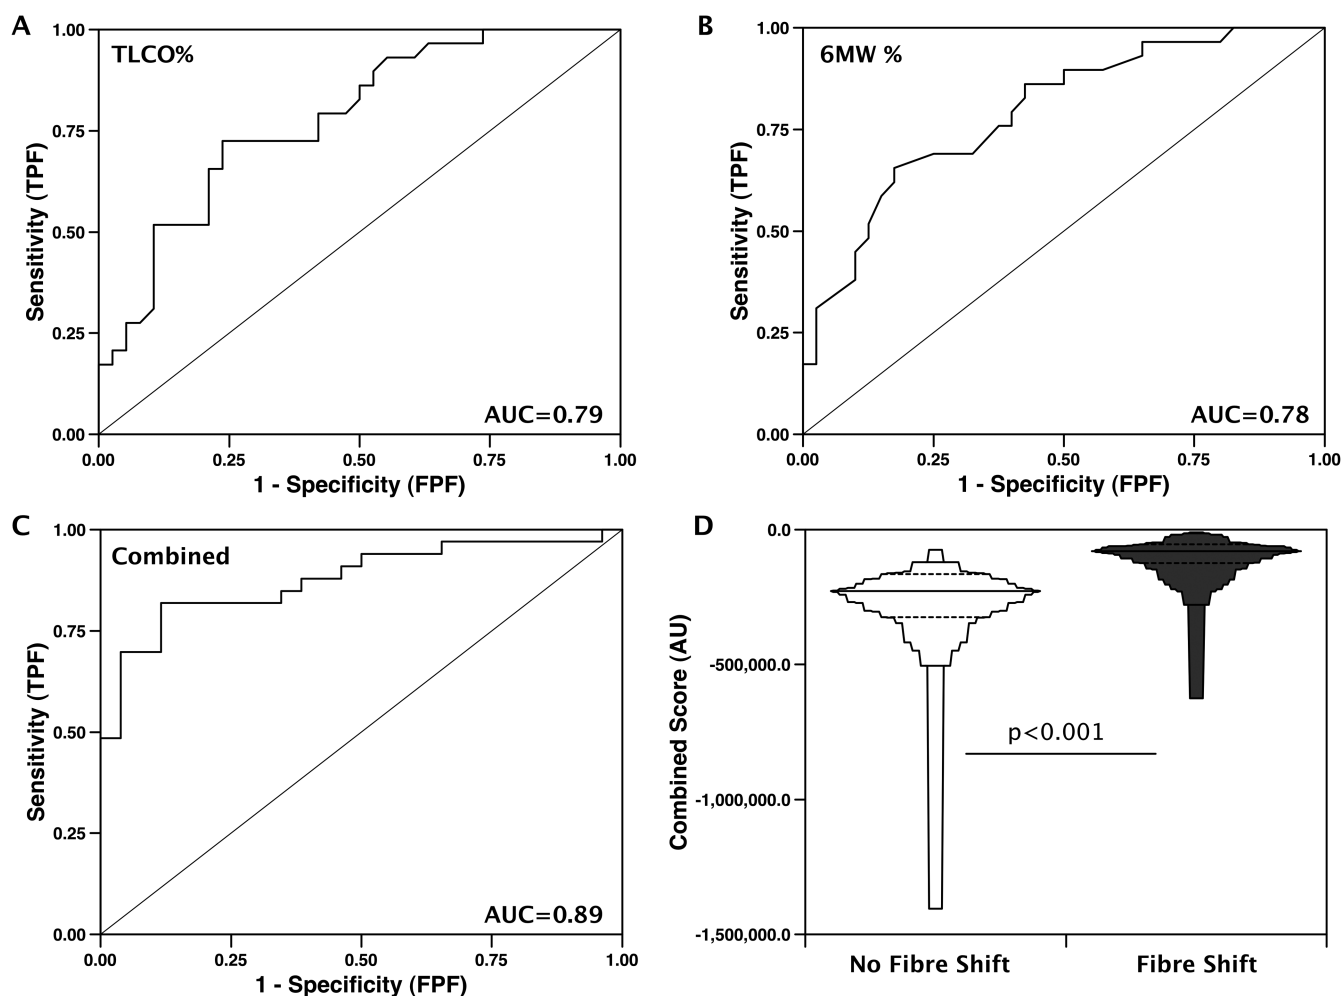 A
TLCO%
1.00
0.75
0.50
0.25
0.00
Sensitivity (TPF)
AUC=0.79
0.00 0.25 0.50 0.75 1.00
1 - Specificity (FPF)
B
6MW %
1.00
0.75
0.50
0.25
0.00
Sensitivity (TPF)
AUC=0.78
0.00 0.25 0.50 0.75 1.00
1 - Specificity (FPF)
C
Combined
1.00
0.75
0.50
0.25
0.00
Sensitivity (TPF)
AUC=0.89
0.00 0.25 0.50 0.75 1.00
1 - Specificity (FPF)
D
0.0
-500,000.0
-1,000,000.0
-1,500,000.0
Combined Score (AU)
p<0.001
No Fibre Shift Fibre Shift